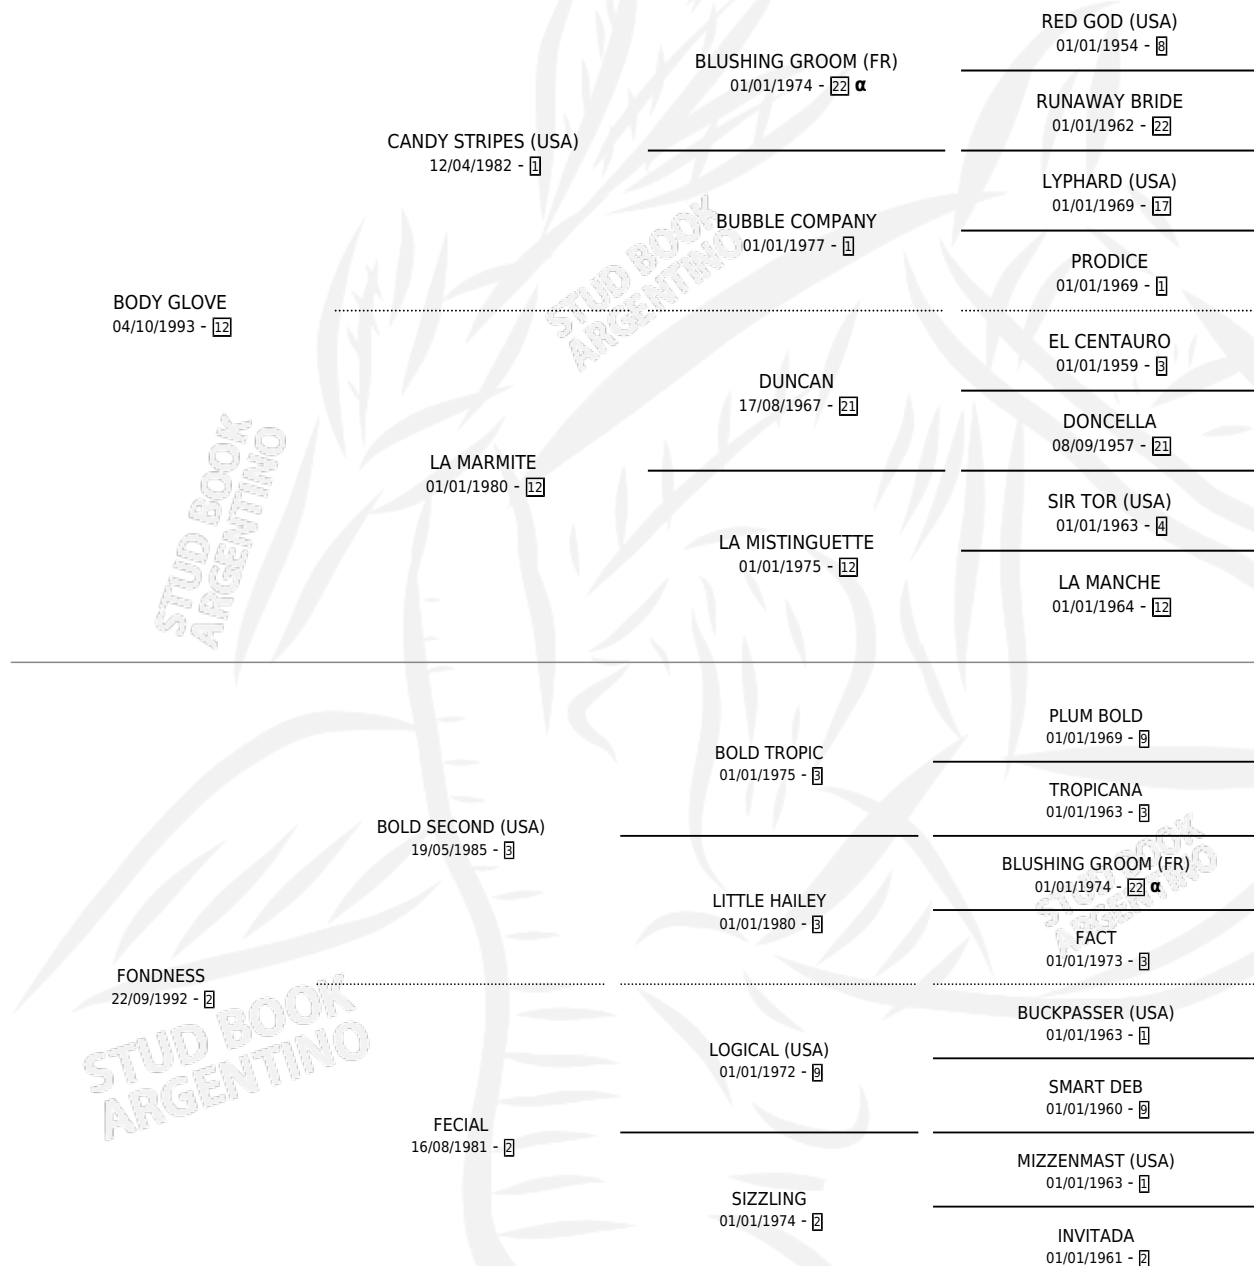 RED GOD (USA)
01/01/1954 - 8
BLUSHING GROOM (FR)
01/01/1974 - 22 α
RUNAWAY BRIDE
01/01/1962 - 22
CANDY STRIPES (USA)
12/04/1982 - 1
LYPHARD (USA)
01/01/1969 - 17
BUBBLE COMPANY
01/01/1977 - 1
PRODICE
01/01/1969 - 1
BODY GLOVE
04/10/1993 - 12
EL CENTAURO
01/01/1959 - 3
DUNCAN
17/08/1967 - 21
DONCELLA
08/09/1957 - 21
LA MARMITE
01/01/1980 - 12
SIR TOR (USA)
01/01/1963 - 4
LA MISTINGUETTE
01/01/1975 - 12
LA MANCHE
01/01/1964 - 12
PLUM BOLD
01/01/1969 - 9
BOLD TROPIC
01/01/1975 - 3
TROPICANA
01/01/1963 - 3
BOLD SECOND (USA)
19/05/1985 - 3
BLUSHING GROOM (FR)
01/01/1974 - 22 α
LITTLE HAILEY
01/01/1980 - 3
FACT
01/01/1973 - 3
FONDNESS
22/09/1992 - 2
BUCKPASSER (USA)
01/01/1963 - 1
LOGICAL (USA)
01/01/1972 - 9
SMART DEB
01/01/1960 - 9
FECIAL
16/08/1981 - 2
MIZZENMAST (USA)
01/01/1963 - 1
SIZZLING
01/01/1974 - 2
INVITADA
01/01/1961 - 2
STUD BOOK
ARGENTINO
STUD BOOK
ARGENTINO
STUD BOOK
ARGENTINO
STUD BOOK
ARGENTINO